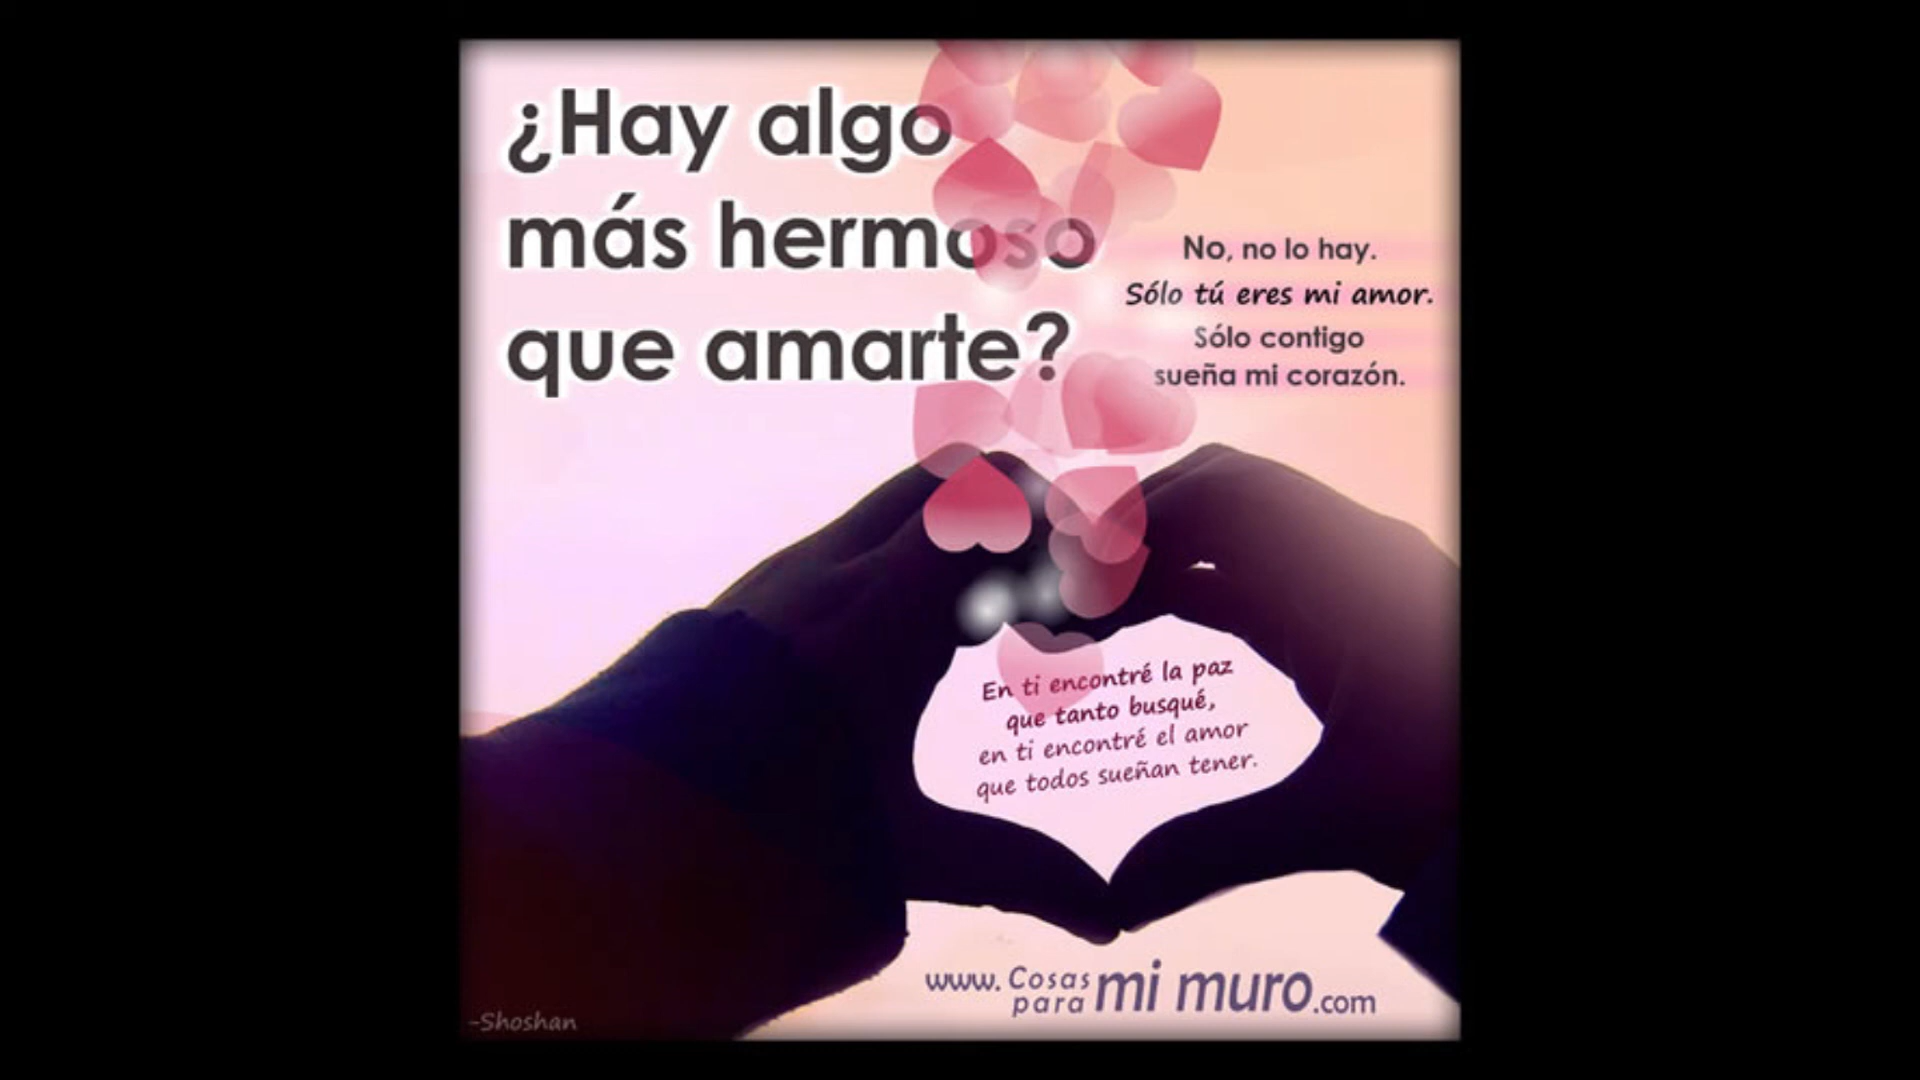 ¿Hay algo
más hermoso
que amarte?
No, no lo hay.
Sólo tú eres mi amor.
Sólo contigo
sueña mi corazón.
En ti encontré la paz
que tanto busqué,
en ti encontré el amor
que todos sueñan tener.
www. Cosas para mi muro.com
-Shoshan